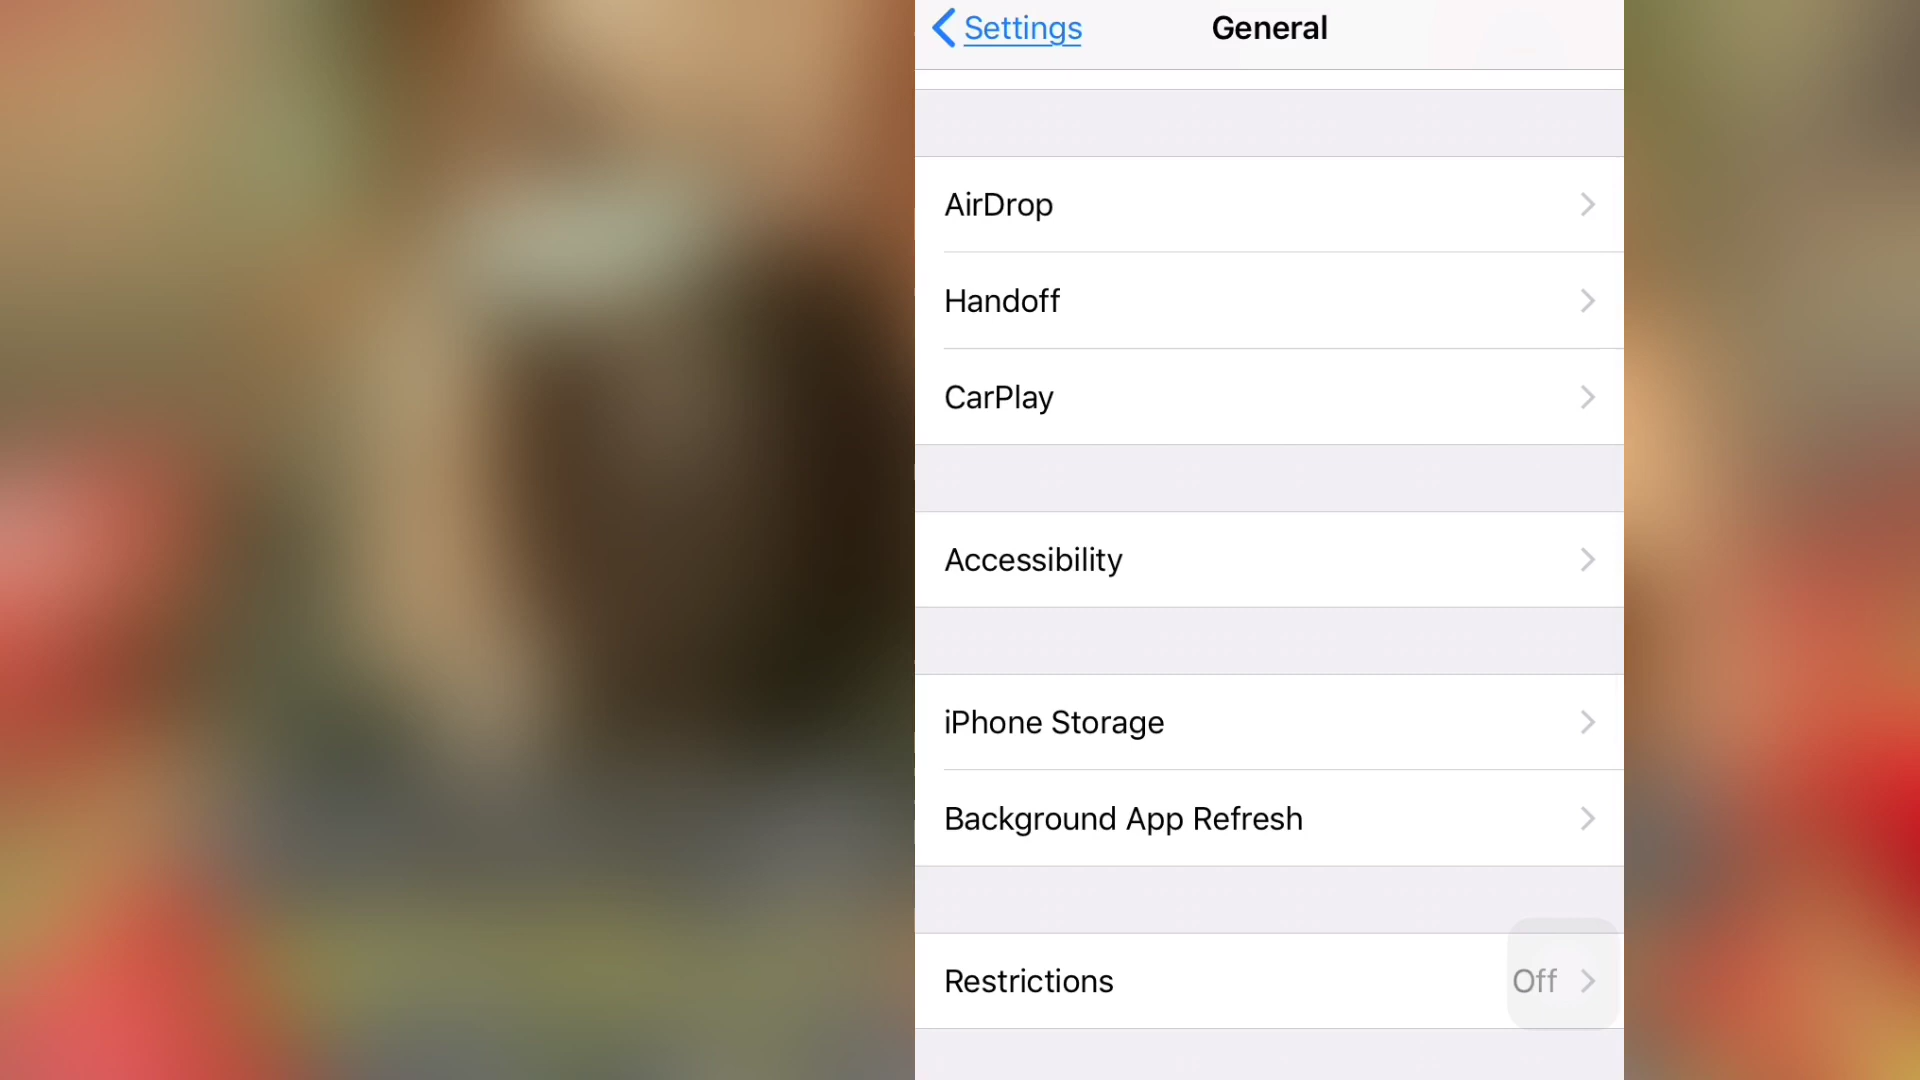 Settings
General
AirDrop
Handoff
CarPlay
Accessibility
iPhone Storage
Background App Refresh
Restrictions Off